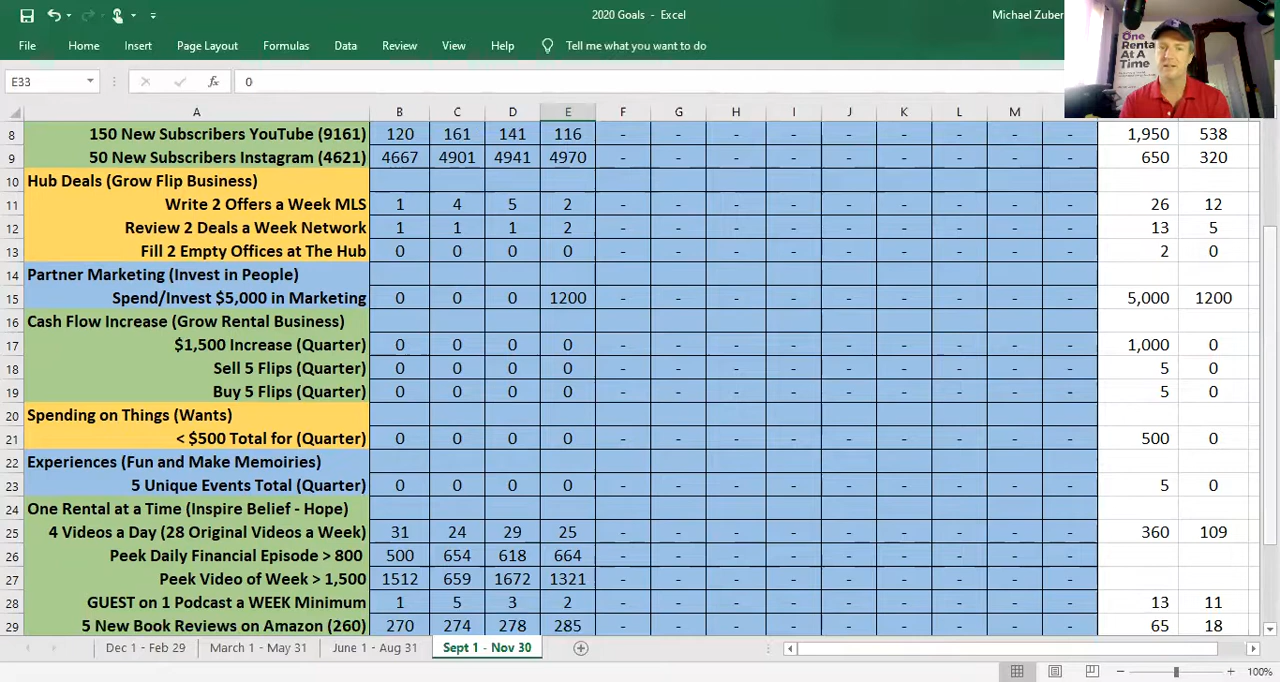 2020 Goals - Excel
Michael Zuber
File Home Insert Page Layout Formulas Data Review View Help Tell me what you want to do
One
Renta
At A
Time
E33 fx 0
A B C D E F G H I J K L M
8 150 New Subscribers YouTube (9161) 120 161 141 116 - - - - - - - - - 1,950 538
9 50 New Subscribers Instagram (4621) 4667 4901 4941 4970 - - - - - - - - - 650 320
10 Hub Deals (Grow Flip Business)
11 Write 2 Offers a Week MLS 1 4 5 2 - - - - - - - - - 26 12
12 Review 2 Deals a Week Network 1 1 1 2 - - - - - - - - - 13 5
13 Fill 2 Empty Offices at The Hub 0 0 0 0 - - - - - - - - - 2 0
14 Partner Marketing (Invest in People)
15 Spend/Invest $5,000 in Marketing 0 0 0 1200 - - - - - - - - - 5,000 1200
16 Cash Flow Increase (Grow Rental Business)
17 $1,500 Increase (Quarter) 0 0 0 0 - - - - - - - - - 1,000 0
18 Sell 5 Flips (Quarter) 0 0 0 0 - - - - - - - - - 5 0
19 Buy 5 Flips (Quarter) 0 0 0 0 - - - - - - - - - 5 0
20 Spending on Things (Wants)
21 < $500 Total for (Quarter) 0 0 0 0 - - - - - - - - - 500 0
22 Experiences (Fun and Make Memoiries)
23 5 Unique Events Total (Quarter) 0 0 0 0 - - - - - - - - - 5 0
24 One Rental at a Time (Inspire Belief - Hope)
25 4 Videos a Day (28 Original Videos a Week) 31 24 29 25 - - - - - - - - - 360 109
26 Peek Daily Financial Episode > 800 500 654 618 664 - - - - - - - - -
27 Peek Video of Week > 1,500 1512 659 1672 1321 - - - - - - - - -
28 GUEST on 1 Podcast a WEEK Minimum 1 5 3 2 - - - - - - - - - 13 11
29 5 New Book Reviews on Amazon (260) 270 274 278 285 - - - - - - - - - 65 18
Dec 1 - Feb 29 March 1 - May 31 June 1 - Aug 31 Sept 1 - Nov 30
100%